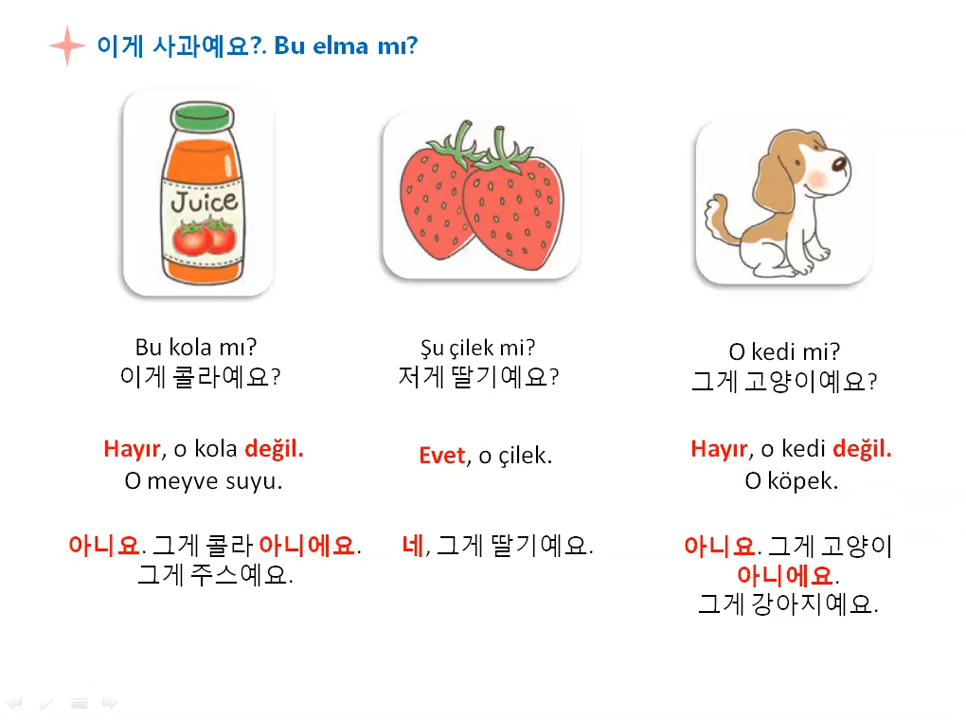 이게 사과예요?. Bu elma mı?
Juice
Bu kola mı?
이게 콜라예요?
Hayır, o kola değil.
O meyve suyu.
아니요. 그게 콜라 아니에요.
그게 주스예요.
Şu çilek mi?
저게 딸기예요?
Evet, o çilek.
네, 그게 딸기예요.
O kedi mi?
그게 고양이예요?
Hayır, o kedi değil.
O köpek.
아니요. 그게 고양이
아니에요.
그게 강아지예요.